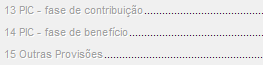 13 PIC - fase de contribuição........................................
14 PIC - fase de benefício.............................................
15 Outras Provisões......................................................